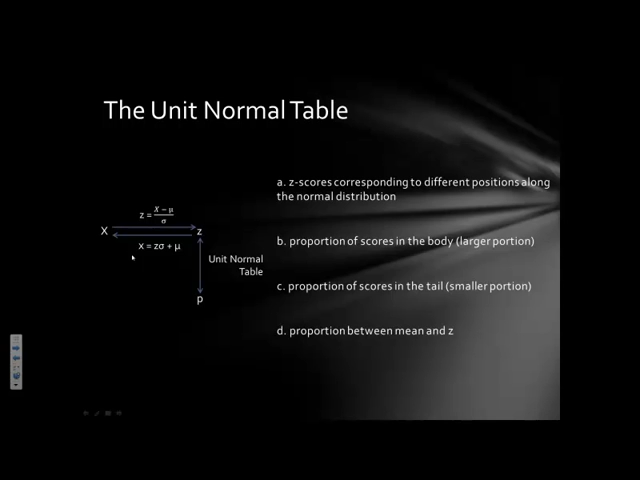 The Unit Normal Table
a. z-scores corresponding to different positions along
the normal distribution
z = X − μ / σ
X
z
X = zσ + μ
b. proportion of scores in the body (larger portion)
Unit Normal
Table
c. proportion of scores in the tail (smaller portion)
p
d. proportion between mean and z